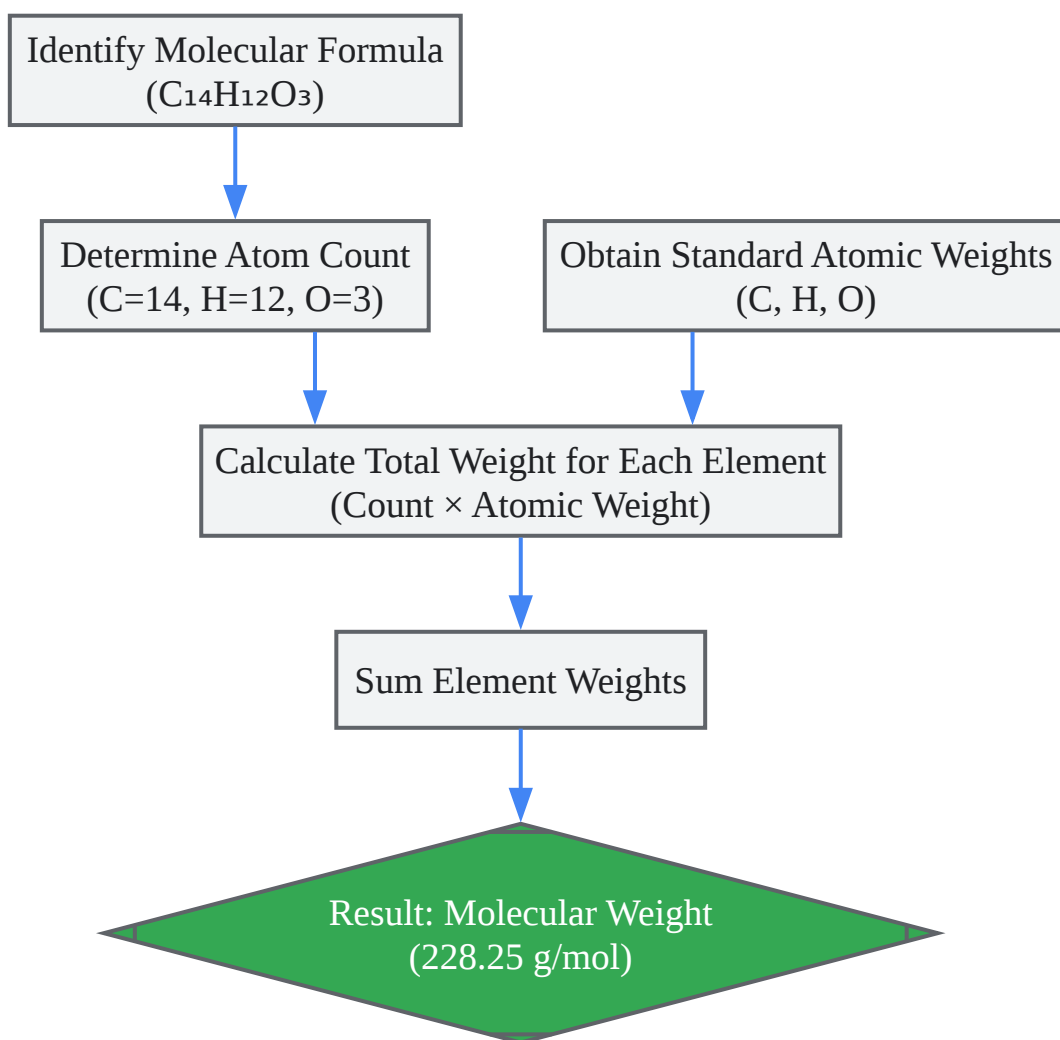 Identify Molecular Formula
(C₁₄H₁₂O₃)
Determine Atom Count
(C=14, H=12, O=3)
Obtain Standard Atomic Weights
(C, H, O)
Calculate Total Weight for Each Element
(Count × Atomic Weight)
Sum Element Weights
Result: Molecular Weight
(228.25 g/mol)